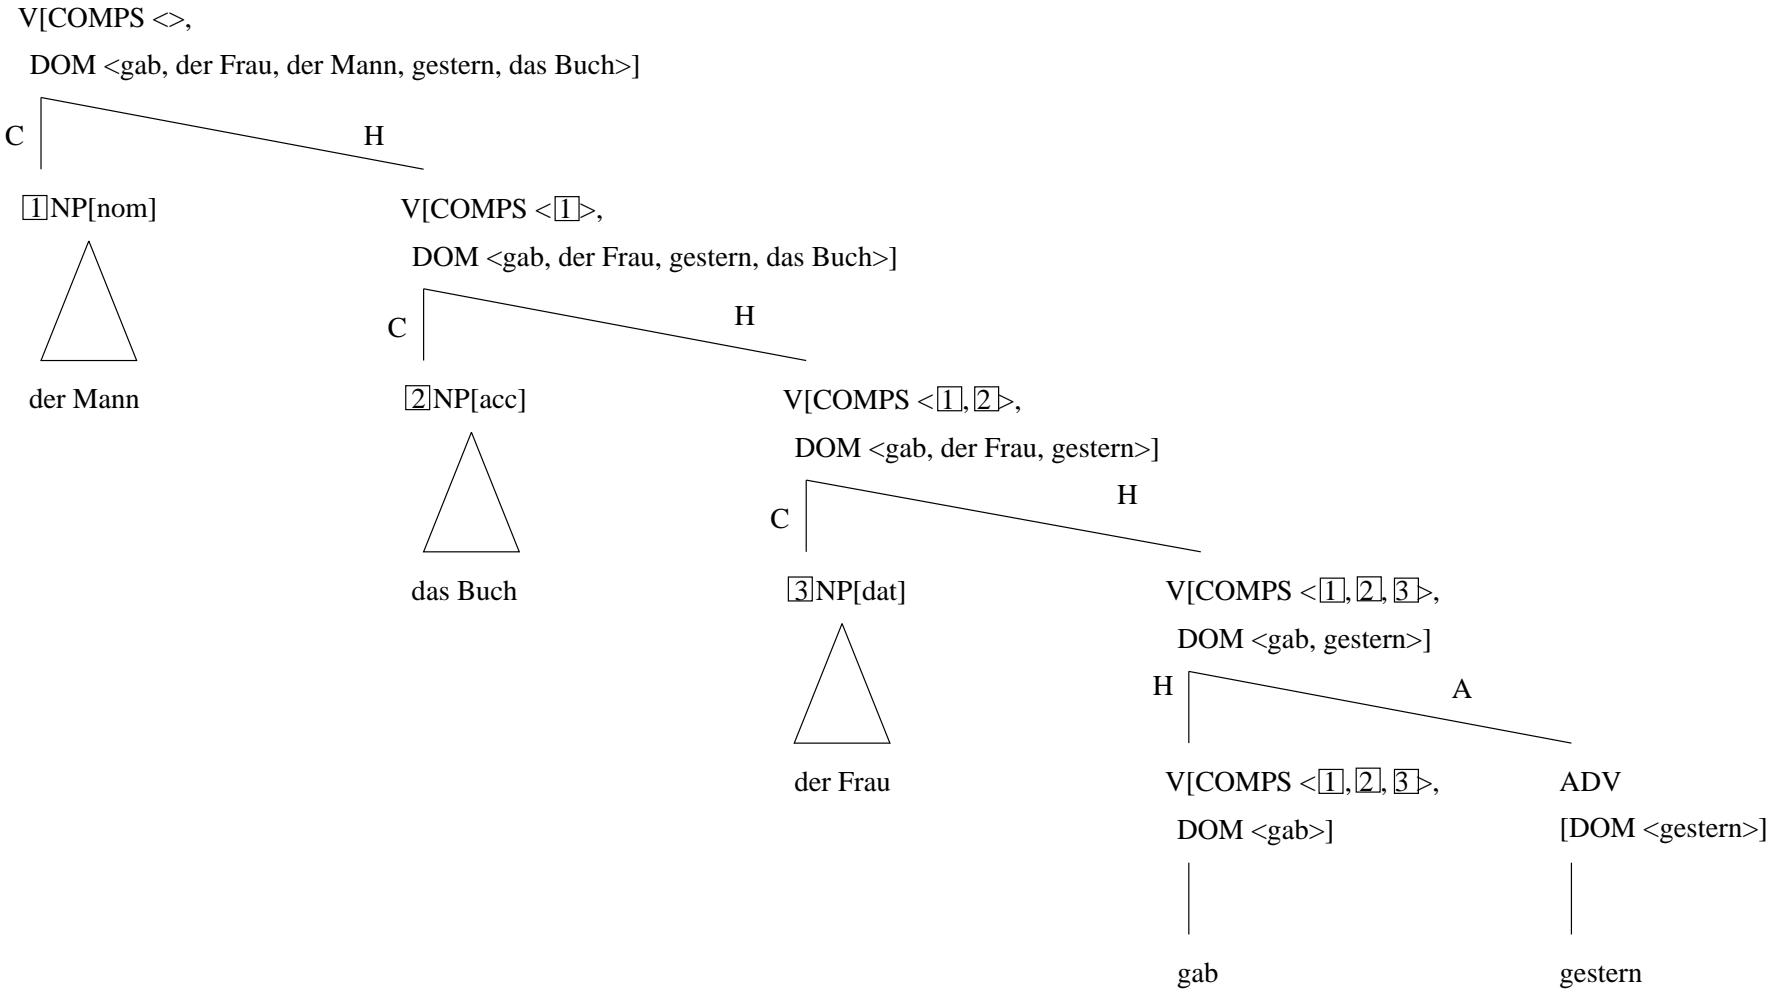 V[COMPS <>,
DOM <gab, der Frau, der Mann, gestern, das Buch>]
C
H
1NP[nom]
V[COMPS <1>,
DOM <gab, der Frau, gestern, das Buch>]
der Mann
C
H
2NP[acc]
V[COMPS <1, 2>,
DOM <gab, der Frau, gestern>]
das Buch
C
H
3NP[dat]
V[COMPS <1, 2, 3>,
DOM <gab, gestern>]
der Frau
H
A
V[COMPS <1, 2, 3>,
DOM <gab>]
ADV
[DOM <gestern>]
gab
gestern